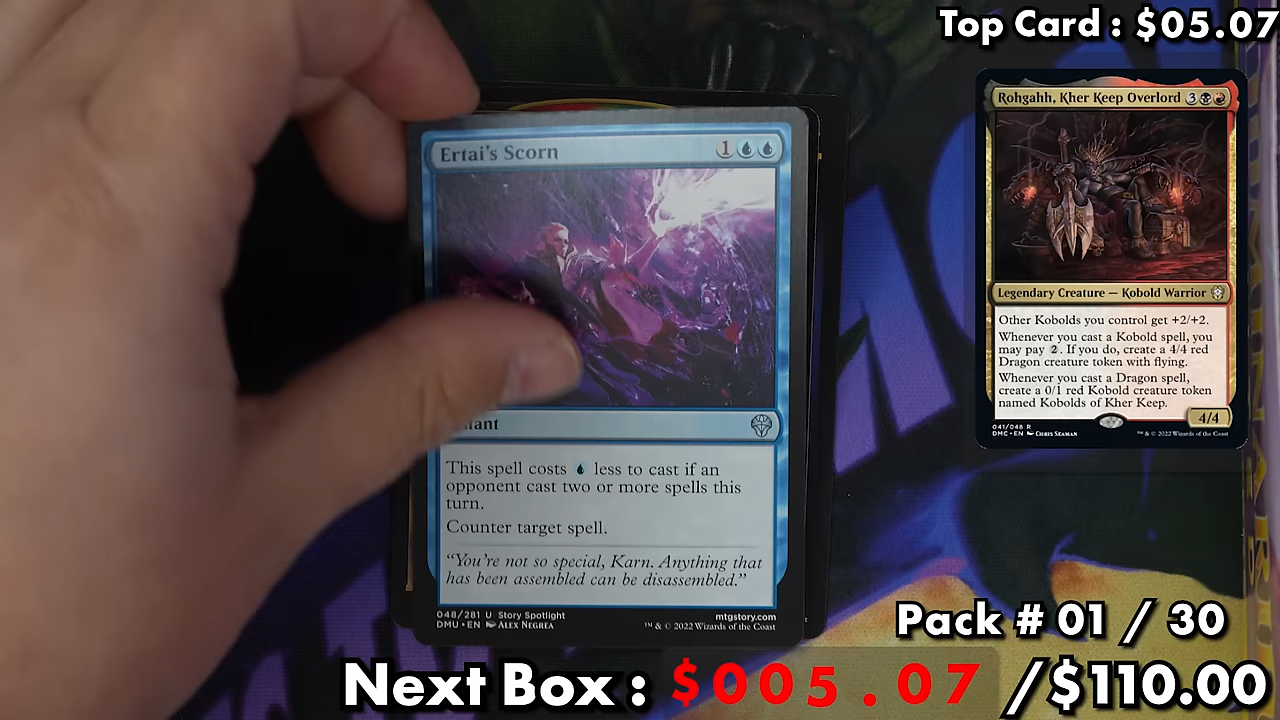 Top Card : $05.07
Rohgahh, Kher Keep Overlord 3
Legendary Creature — Kobold Warrior
Other Kobolds you control get +2/+2.
Whenever you cast a Kobold spell, you
may pay 2. If you do, create a 4/4 red
Dragon creature token with flying.
Whenever you cast a Dragon spell,
create a 0/1 red Kobold creature token
named Kobolds of Kher Keep.
4/4
041/048 R
DMC • EN Chris Seaman
™ & © 2022 Wizards of the Coast
Ertai's Scorn 1
stant
This spell costs less to cast if an
opponent cast two or more spells this
turn.
Counter target spell.
“You're not so special, Karn. Anything that
has been assembled can be disassembled.”
048/281 U Story Spotlight
DMU • EN Alex Negrea
mtgstory.com
™ & © 2022 Wizards of the Coast
Pack # 01 / 30
Next Box : $005.07 /$110.00